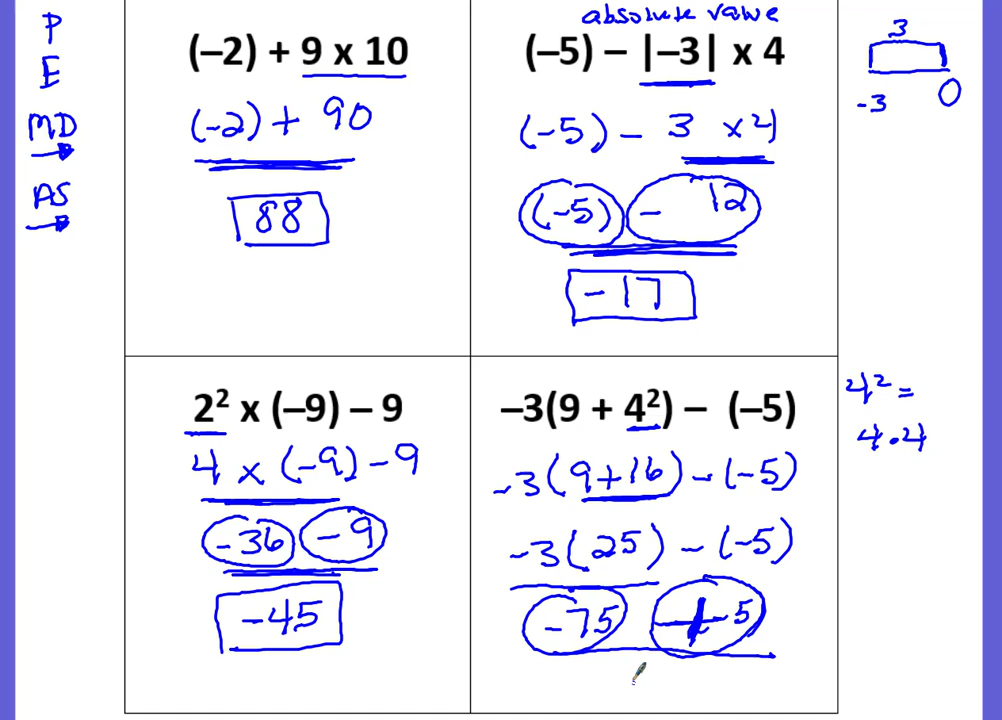 P
E
MD
AS
(–2) + 9 x 10
(-2) + 90
88
absolute value
(–5) – |–3| x 4
(-5) - 3 x 4
(-5) - 12
-17
3
-3 0
2² x (–9) – 9
4 x (-9) - 9
-36 -9
-45
–3(9 + 4²) – (–5)
-3(9+16) - (-5)
-3(25) - (-5)
-75 + 5
4² =
4·4